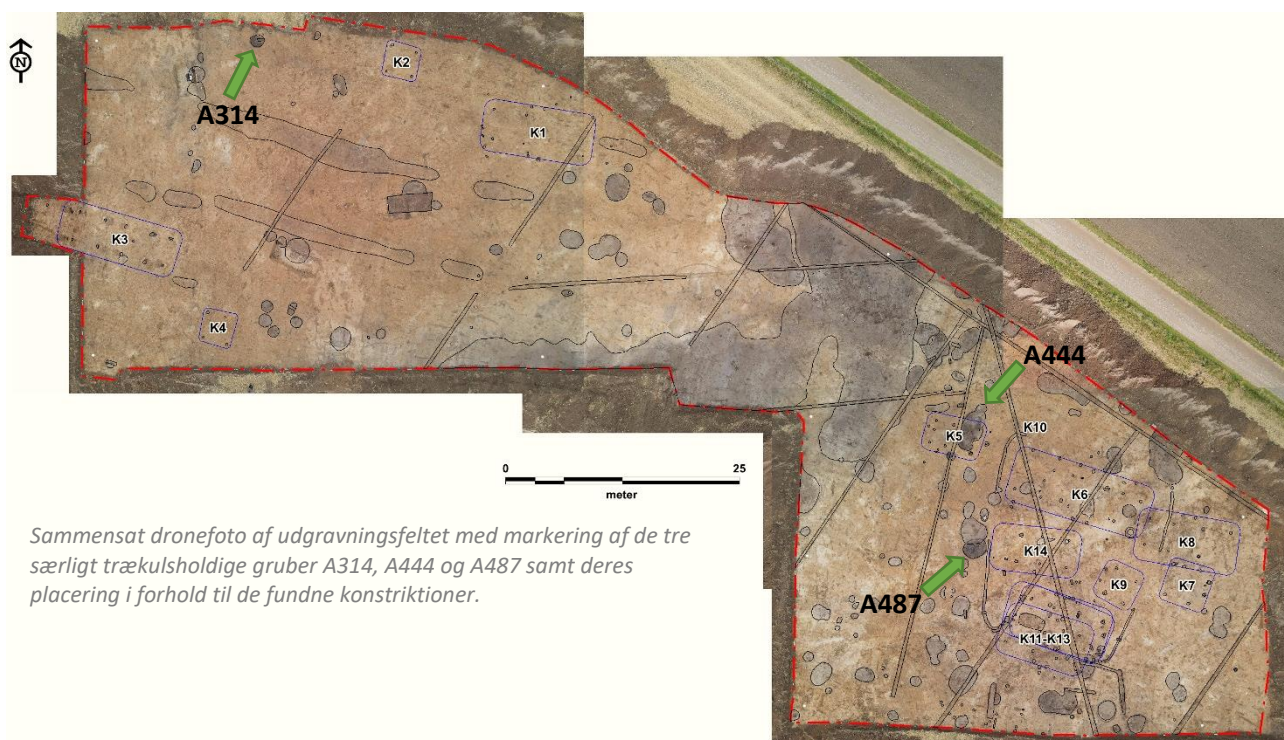 N
K2
A314
K1
K3
K4
A444
K5
K10
K6
0 25
meter
K8
K14
K9
K7
A487
K11-K13
Sammensat dronefoto af udgravningsfeltet med markering af de tre
særligt trækulsholdige gruber A314, A444 og A487 samt deres
placering i forhold til de fundne konstriktioner.